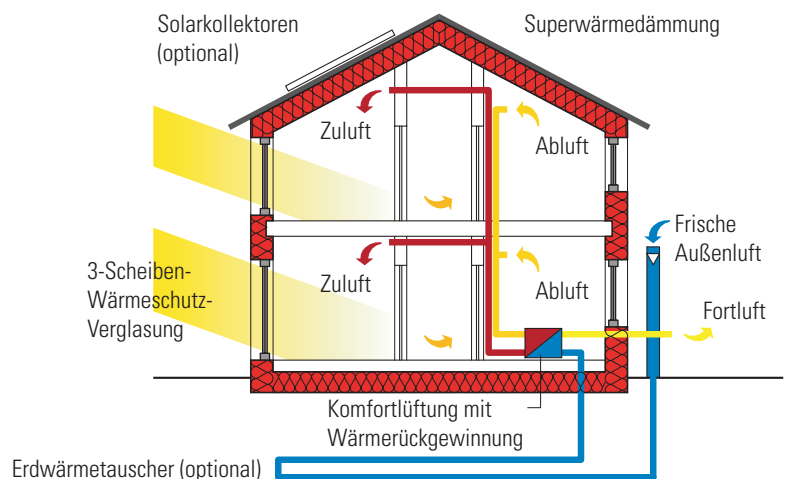 Solarkollektoren
(optional)
Superwärmedämmung
Zuluft
Abluft
Frische
Außenluft
3-Scheiben-
Wärmeschutz-
Verglasung
Zuluft
Abluft
Fortluft
Komfortlüftung mit
Wärmerückgewinnung
Erdwärmetauscher (optional)